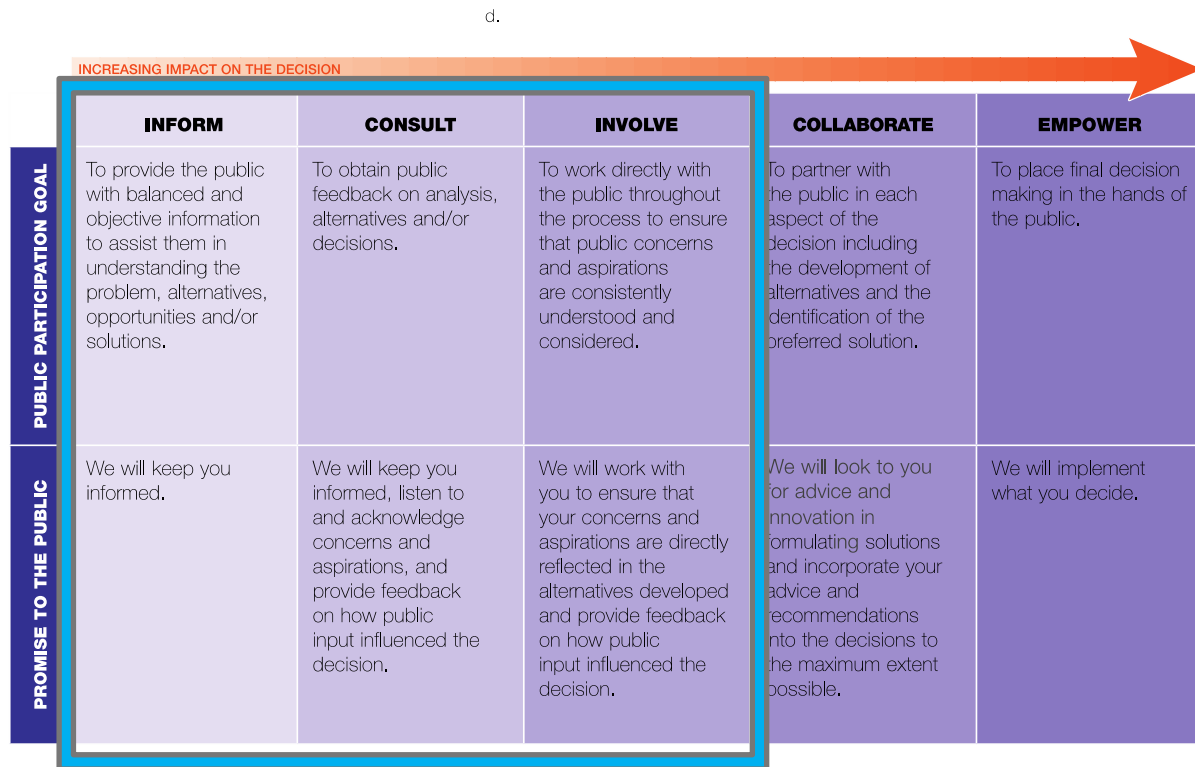 d.
INCREASING IMPACT ON THE DECISION
INFORM
CONSULT
INVOLVE
COLLABORATE
EMPOWER
PUBLIC PARTICIPATION GOAL
To provide the public
with balanced and
objective information
to assist them in
understanding the
problem, alternatives,
opportunities and/or
solutions.
To obtain public
feedback on analysis,
alternatives and/or
decisions.
To work directly with
the public throughout
the process to ensure
that public concerns
and aspirations
are consistently
understood and
considered.
To partner with
the public in each
aspect of the
decision including
the development of
alternatives and the
identification of the
preferred solution.
To place final decision
making in the hands of
the public.
PROMISE TO THE PUBLIC
We will keep you
informed.
We will keep you
informed, listen to
and acknowledge
concerns and
aspirations, and
provide feedback
on how public
input influenced the
decision.
We will work with
you to ensure that
your concerns and
aspirations are directly
reflected in the
alternatives developed
and provide feedback
on how public
input influenced the
decision.
We will look to you
for advice and
innovation in
formulating solutions
and incorporate your
advice and
recommendations
into the decisions to
the maximum extent
possible.
We will implement
what you decide.